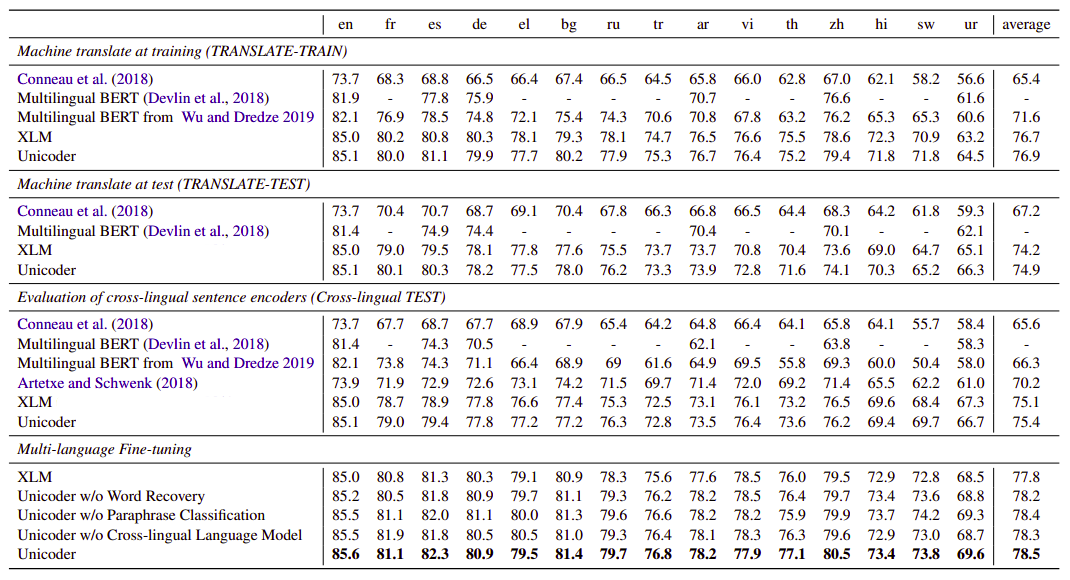 en fr es de el bg ru tr ar vi th zh hi sw ur average
Machine translate at training (TRANSLATE-TRAIN)
Conneau et al. (2018) 73.7 68.3 68.8 66.5 66.4 67.4 66.5 64.5 65.8 66.0 62.8 67.0 62.1 58.2 56.6 65.4
Multilingual BERT (Devlin et al., 2018) 81.9 - 77.8 75.9 - - - - 70.7 - - 76.6 - - 61.6 -
Multilingual BERT from Wu and Dredze 2019 82.1 76.9 78.5 74.8 72.1 75.4 74.3 70.6 70.8 67.8 63.2 76.2 65.3 65.3 60.6 71.6
XLM 85.0 80.2 80.8 80.3 78.1 79.3 78.1 74.7 76.5 76.6 75.5 78.6 72.3 70.9 63.2 76.7
Unicoder 85.1 80.0 81.1 79.9 77.7 80.2 77.9 75.3 76.7 76.4 75.2 79.4 71.8 71.8 64.5 76.9
Machine translate at test (TRANSLATE-TEST)
Conneau et al. (2018) 73.7 70.4 70.7 68.7 69.1 70.4 67.8 66.3 66.8 66.5 64.4 68.3 64.2 61.8 59.3 67.2
Multilingual BERT (Devlin et al., 2018) 81.4 - 74.9 74.4 - - - - 70.4 - - 70.1 - - 62.1 -
XLM 85.0 79.0 79.5 78.1 77.8 77.6 75.5 73.7 73.7 70.8 70.4 73.6 69.0 64.7 65.1 74.2
Unicoder 85.1 80.1 80.3 78.2 77.5 78.0 76.2 73.3 73.9 72.8 71.6 74.1 70.3 65.2 66.3 74.9
Evaluation of cross-lingual sentence encoders (Cross-lingual TEST)
Conneau et al. (2018) 73.7 67.7 68.7 67.7 68.9 67.9 65.4 64.2 64.8 66.4 64.1 65.8 64.1 55.7 58.4 65.6
Multilingual BERT (Devlin et al., 2018) 81.4 - 74.3 70.5 - - - - 62.1 - - 63.8 - - 58.3 -
Multilingual BERT from Wu and Dredze 2019 82.1 73.8 74.3 71.1 66.4 68.9 69 61.6 64.9 69.5 55.8 69.3 60.0 50.4 58.0 66.3
Artetxe and Schwenk (2018) 73.9 71.9 72.9 72.6 73.1 74.2 71.5 69.7 71.4 72.0 69.2 71.4 65.5 62.2 61.0 70.2
XLM 85.0 78.7 78.9 77.8 76.6 77.4 75.3 72.5 73.1 76.1 73.2 76.5 69.6 68.4 67.3 75.1
Unicoder 85.1 79.0 79.4 77.8 77.2 77.2 76.3 72.8 73.5 76.4 73.6 76.2 69.4 69.7 66.7 75.4
Multi-language Fine-tuning
XLM 85.0 80.8 81.3 80.3 79.1 80.9 78.3 75.6 77.6 78.5 76.0 79.5 72.9 72.8 68.5 77.8
Unicoder w/o Word Recovery 85.2 80.5 81.8 80.9 79.7 81.1 79.3 76.2 78.2 78.5 76.4 79.7 73.4 73.6 68.8 78.2
Unicoder w/o Paraphrase Classification 85.5 81.1 82.0 81.1 80.0 81.3 79.6 76.6 78.2 78.2 75.9 79.9 73.7 74.2 69.3 78.4
Unicoder w/o Cross-lingual Language Model 85.5 81.9 81.8 80.5 80.5 81.0 79.3 76.4 78.1 78.3 76.3 79.6 72.9 73.0 68.7 78.3
Unicoder 85.6 81.1 82.3 80.9 79.5 81.4 79.7 76.8 78.2 77.9 77.1 80.5 73.4 73.8 69.6 78.5